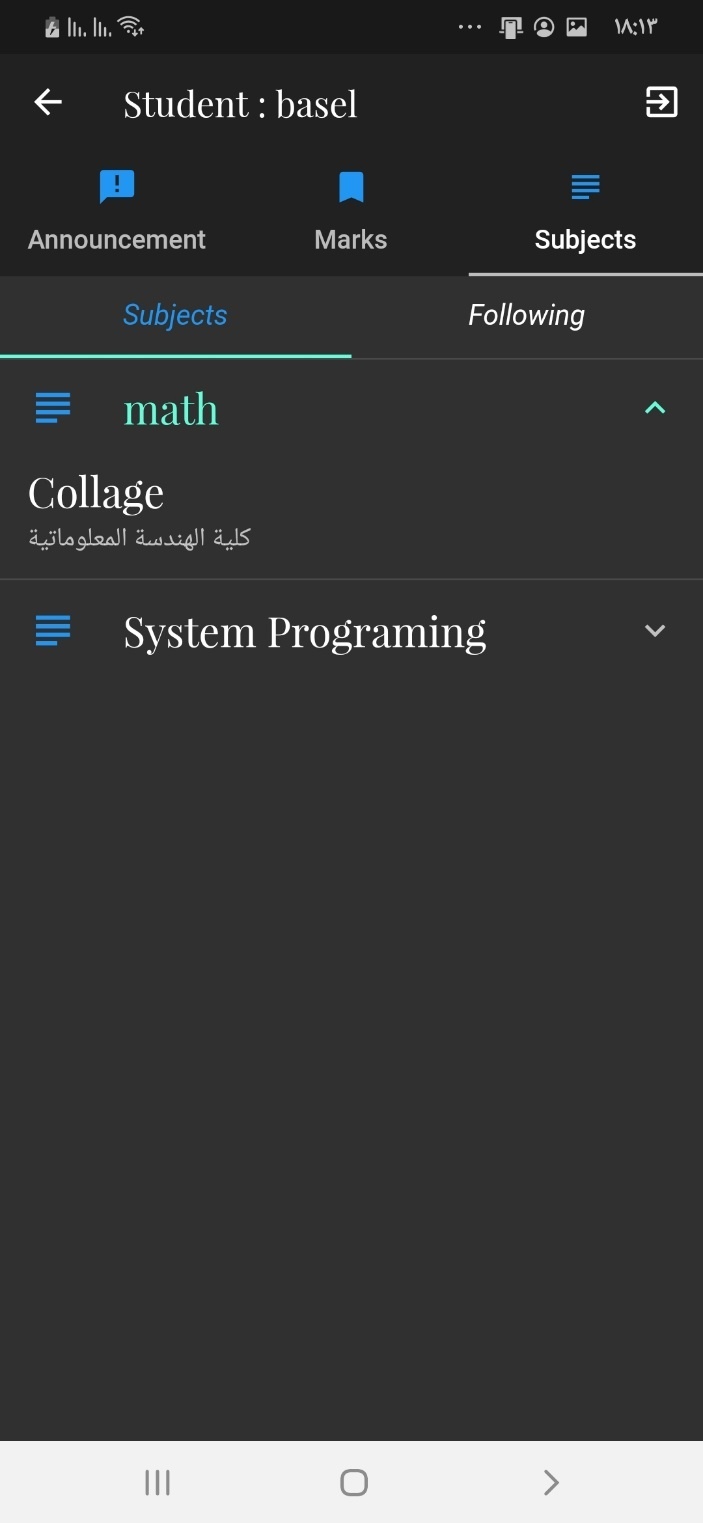 ١٨:١٣
Student : basel
Announcement
Marks
Subjects
Subjects
Following
math
Collage
كلية الهندسة المعلوماتية
System Programing